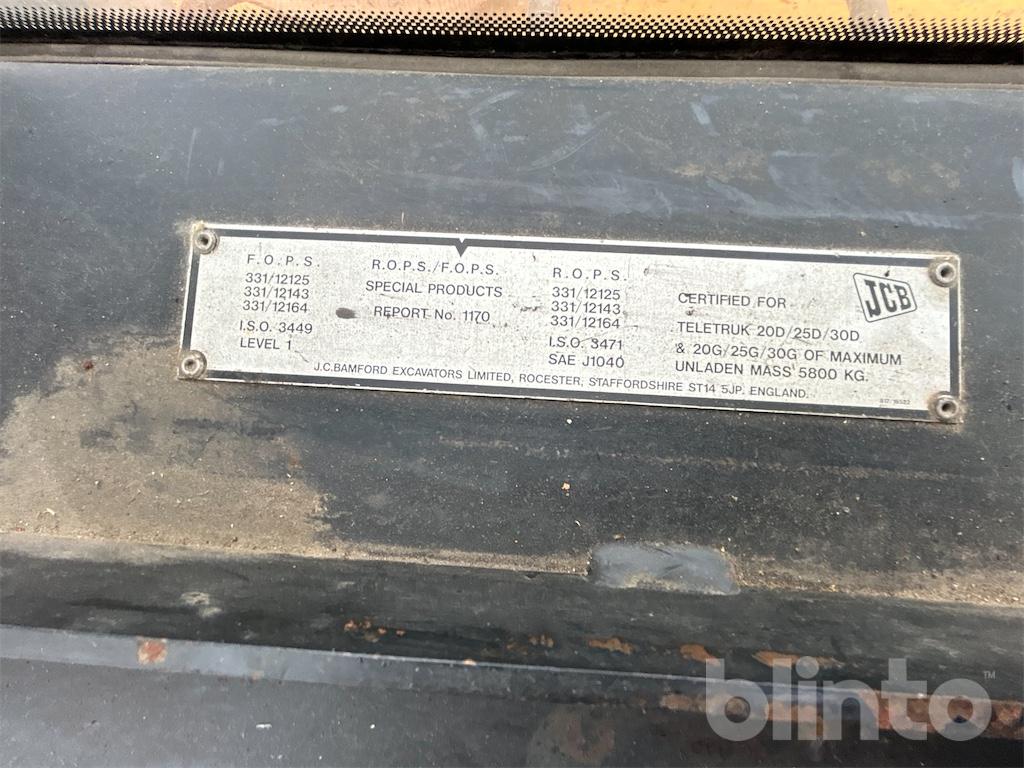 F.O.P.S.
331/12125
331/12143
331/12164
I.S.O. 3449
LEVEL 1
R.O.P.S./F.O.P.S.
SPECIAL PRODUCTS
REPORT No. 1170
R.O.P.S.
331/12125
331/12143
331/12164
I.S.O. 3471
SAE J1040
CERTIFIED FOR
JCB
TELETRUK 20D/25D/30D
& 20G/25G/30G OF MAXIMUM
UNLADEN MASS 5800 KG.
J.C.BAMFORD EXCAVATORS LIMITED, ROCESTER, STAFFORDSHIRE ST14 5JP. ENGLAND.
blinto™